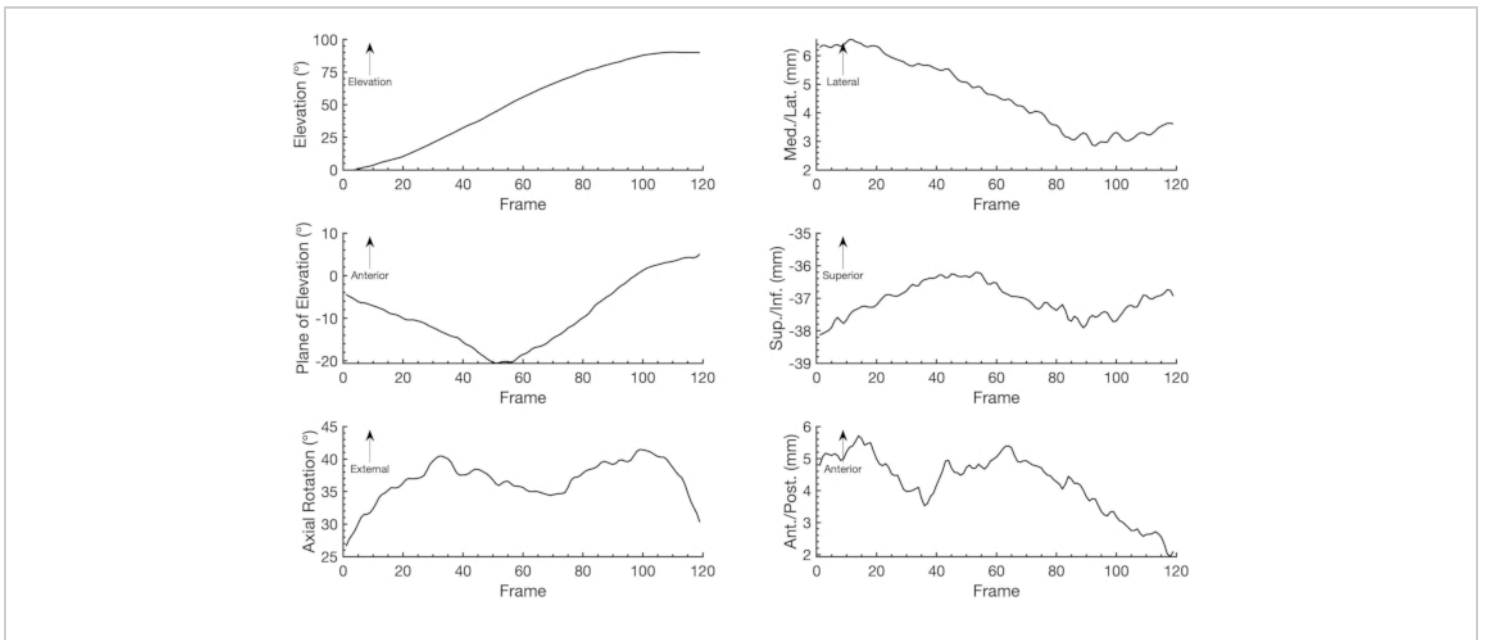 Elevation (°)
100
75
50
25
0
Elevation
0 20 40 60 80 100 120
Frame
Med./Lat. (mm)
6
5
4
3
2
Lateral
0 20 40 60 80 100 120
Frame
Plane of Elevation (°)
10
0
-10
-20
Anterior
0 20 40 60 80 100 120
Frame
Sup./Inf. (mm)
-35
-36
-37
-38
-39
Superior
0 20 40 60 80 100 120
Frame
Axial Rotation (°)
45
40
35
30
25
External
0 20 40 60 80 100 120
Frame
Ant./Post. (mm)
6
5
4
3
2
Anterior
0 20 40 60 80 100 120
Frame